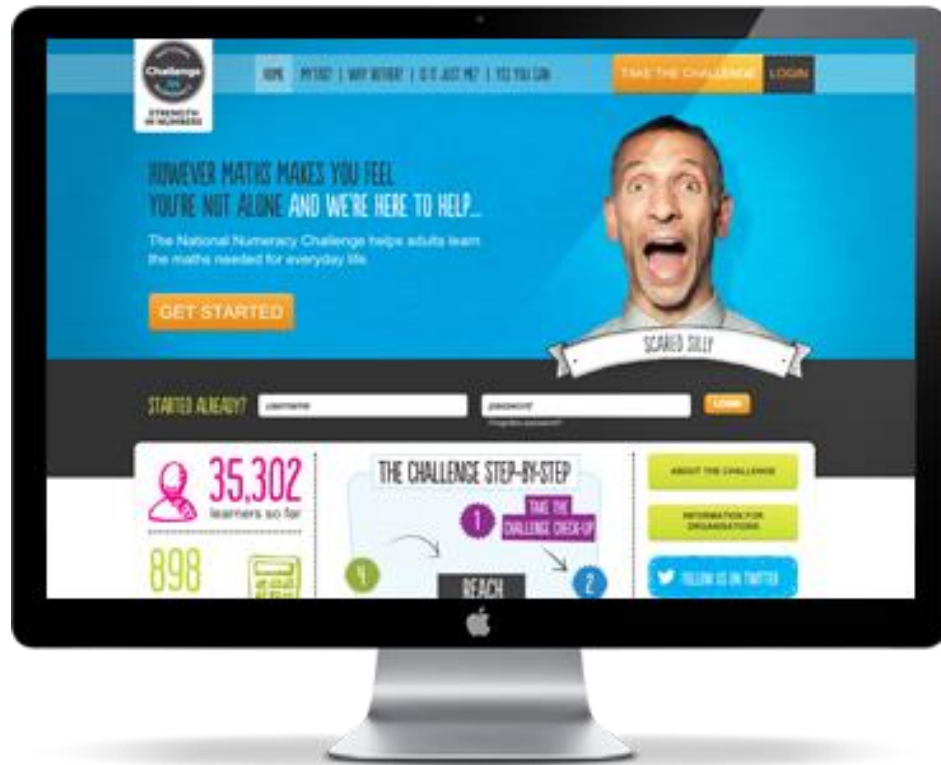 Challenge
STRENGTH
IN NUMBERS
HOME MYTHS? | WHY BOTHER? | IS IT JUST ME? | YES YOU CAN
TAKE THE CHALLENGE LOGIN
HOWEVER MATHS MAKES YOU FEEL
YOU'RE NOT ALONE AND WE'RE HERE TO HELP...
The National Numeracy Challenge helps adults learn
the maths needed for everyday life
GET STARTED
SCARED SILLY
STARTED ALREADY? username password LOGIN
Forgotten password?
35,302
learners so far
898
THE CHALLENGE STEP-BY-STEP
1 TAKE THE
CHALLENGE CHECK-UP
4
2
REACH
ABOUT THE CHALLENGE
INFORMATION FOR
ORGANISATIONS
FOLLOW US ON TWITTER